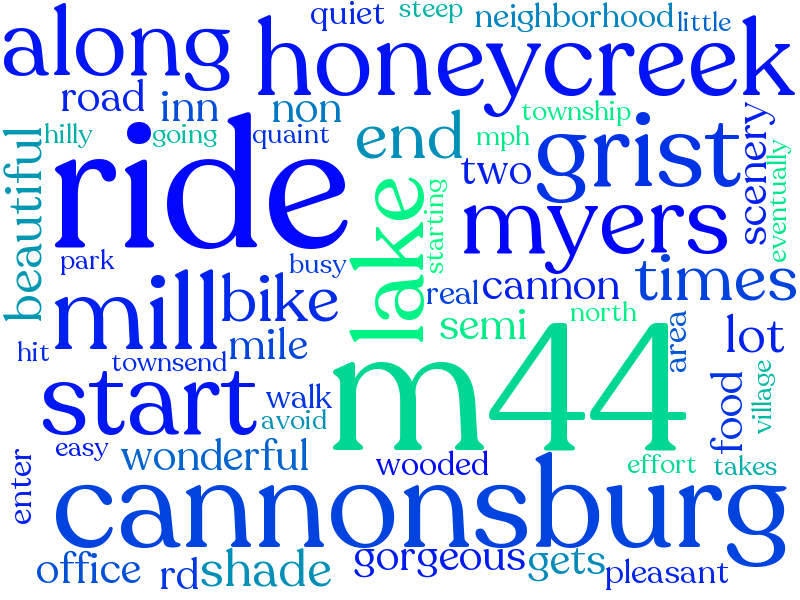 quiet
steep
neighborhood
little
along
honeycreek
road
inn
non
township
hilly
going
quaint
end
mph
grist
scenery
eventually
beautiful
ride
two
lake
starting
myers
park
busy
real
cannon
times
mill
bike
semi
north
area
lot
hit
townsend
mile
m44
village
start
walk
avoid
food
easy
wonderful
wooded
effort
takes
enter
cannonsburg
office
rd
shade
gorgeous
gets
pleasant